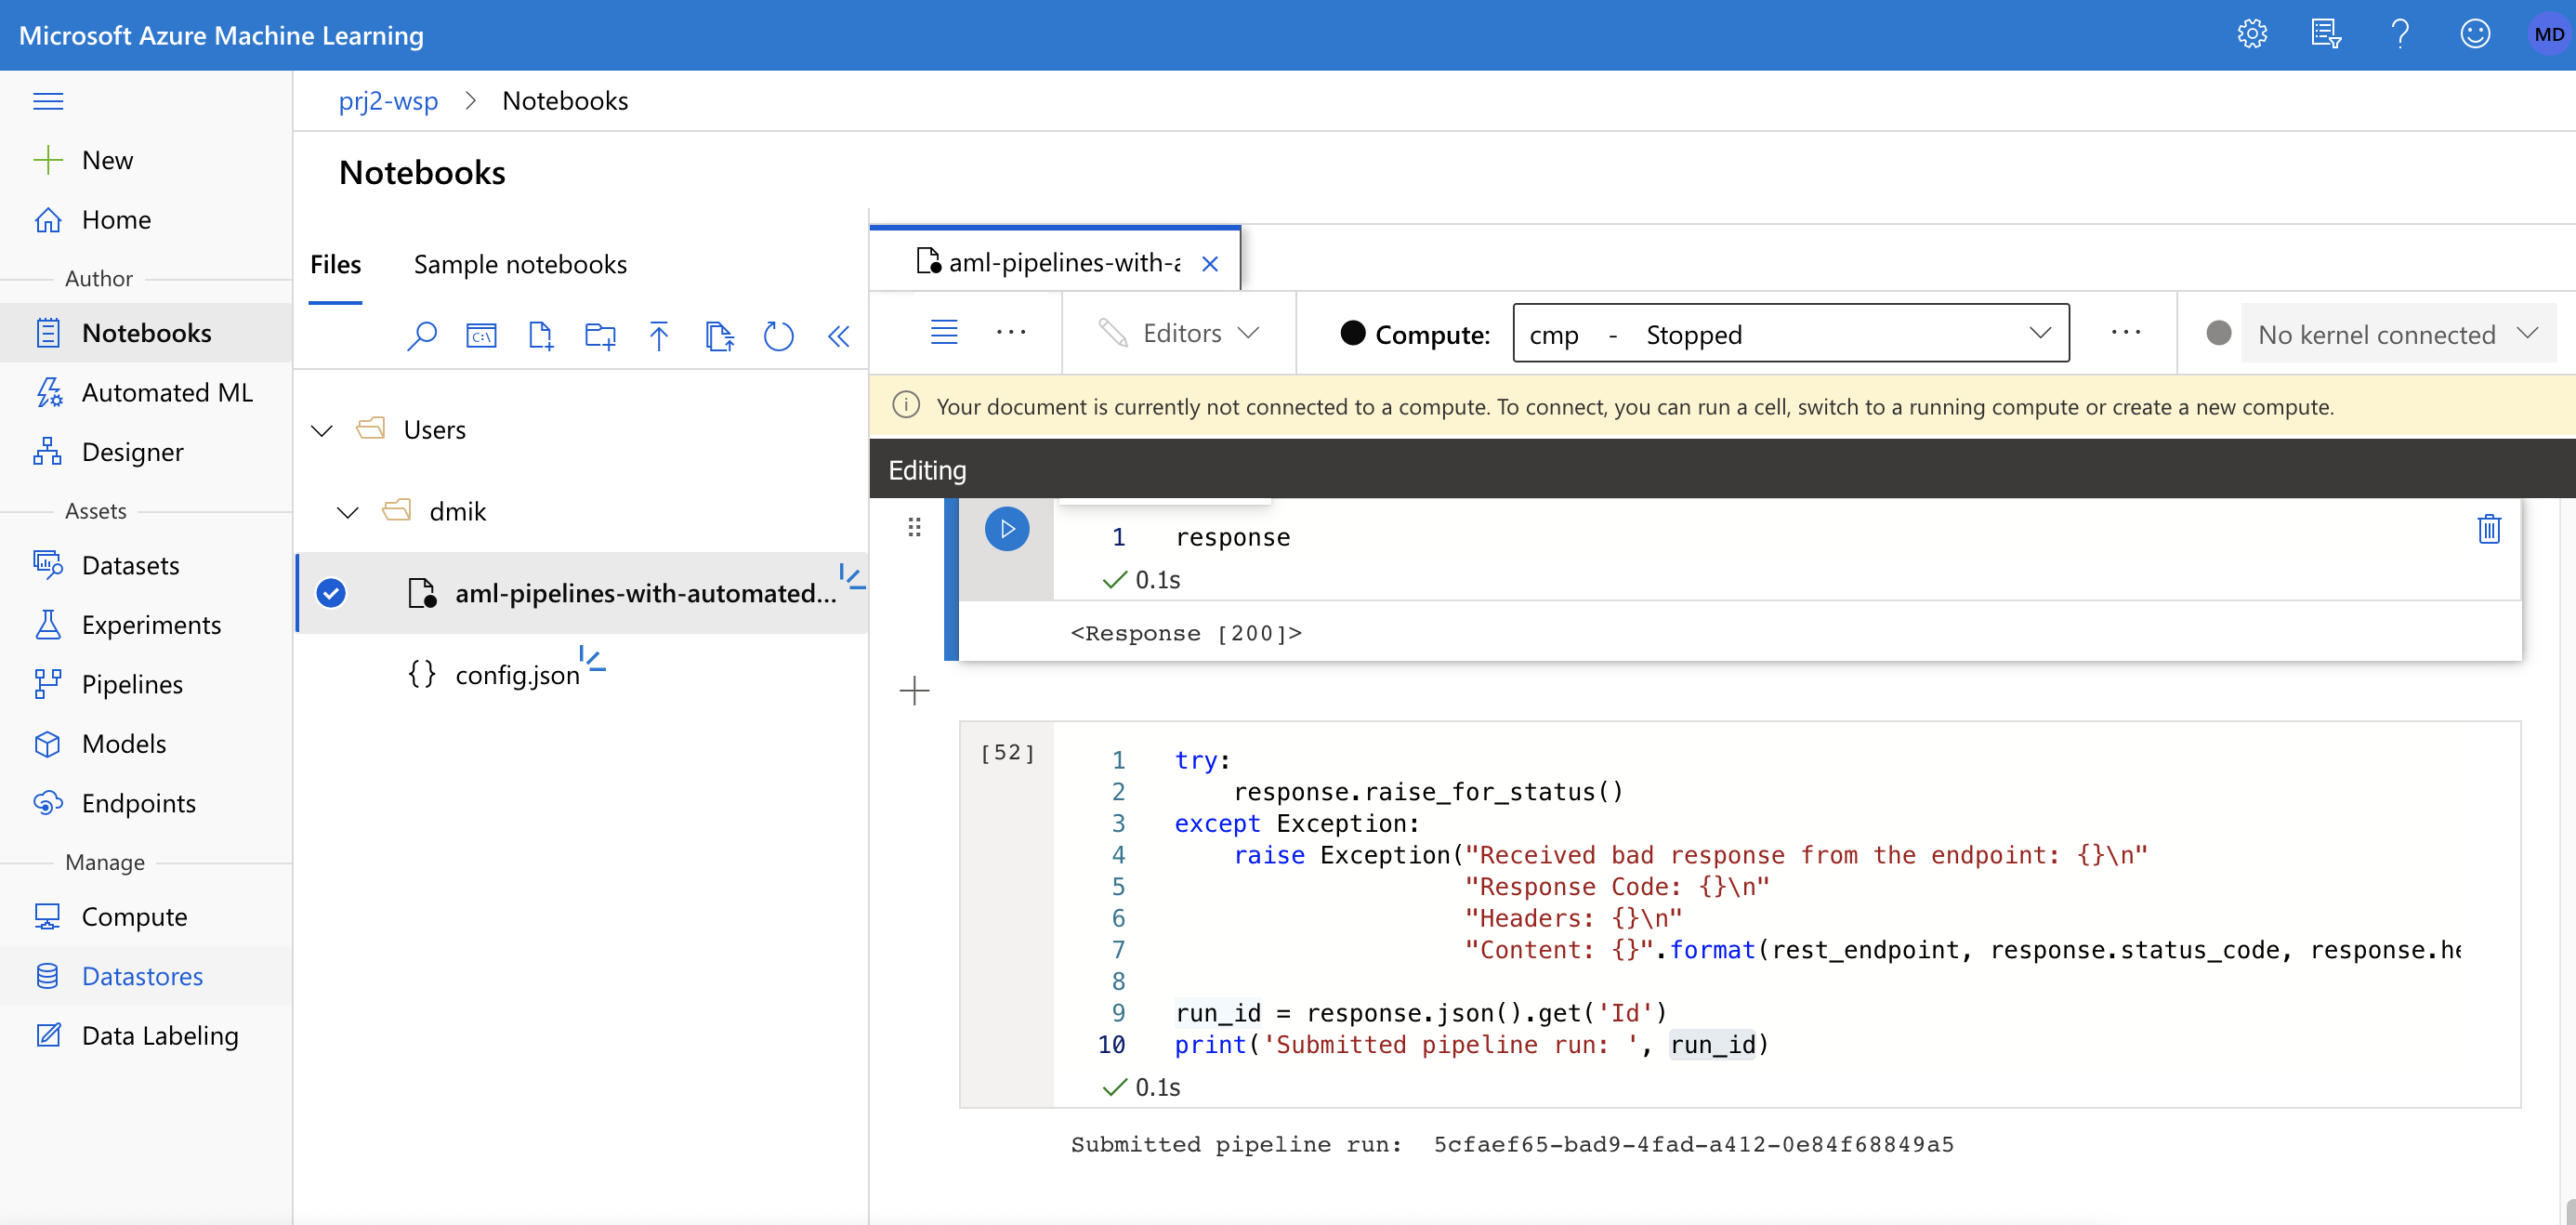 Microsoft Azure Machine Learning
MD
prj2-wsp > Notebooks
New
Home
Author
Notebooks
Automated ML
Designer
Assets
Datasets
Experiments
Pipelines
Models
Endpoints
Manage
Compute
Datastores
Data Labeling
Notebooks
Files Sample notebooks
C:\
Users
dmik
aml-pipelines-with-automated...
{} config.json
aml-pipelines-with-a
Editors
Compute: cmp - Stopped
No kernel connected
Your document is currently not connected to a compute. To connect, you can run a cell, switch to a running compute or create a new compute.
Editing
1 response
0.1s
<Response [200]>
[52]
1 try:
2     response.raise_for_status()
3 except Exception:
4     raise Exception("Received bad response from the endpoint: {}\n"
5                     "Response Code: {}\n"
6                     "Headers: {}\n"
7                     "Content: {}".format(rest_endpoint, response.status_code, response.he
8
9 run_id = response.json().get('Id')
10 print('Submitted pipeline run: ', run_id)
0.1s
Submitted pipeline run:  5cfaef65-bad9-4fad-a412-0e84f68849a5